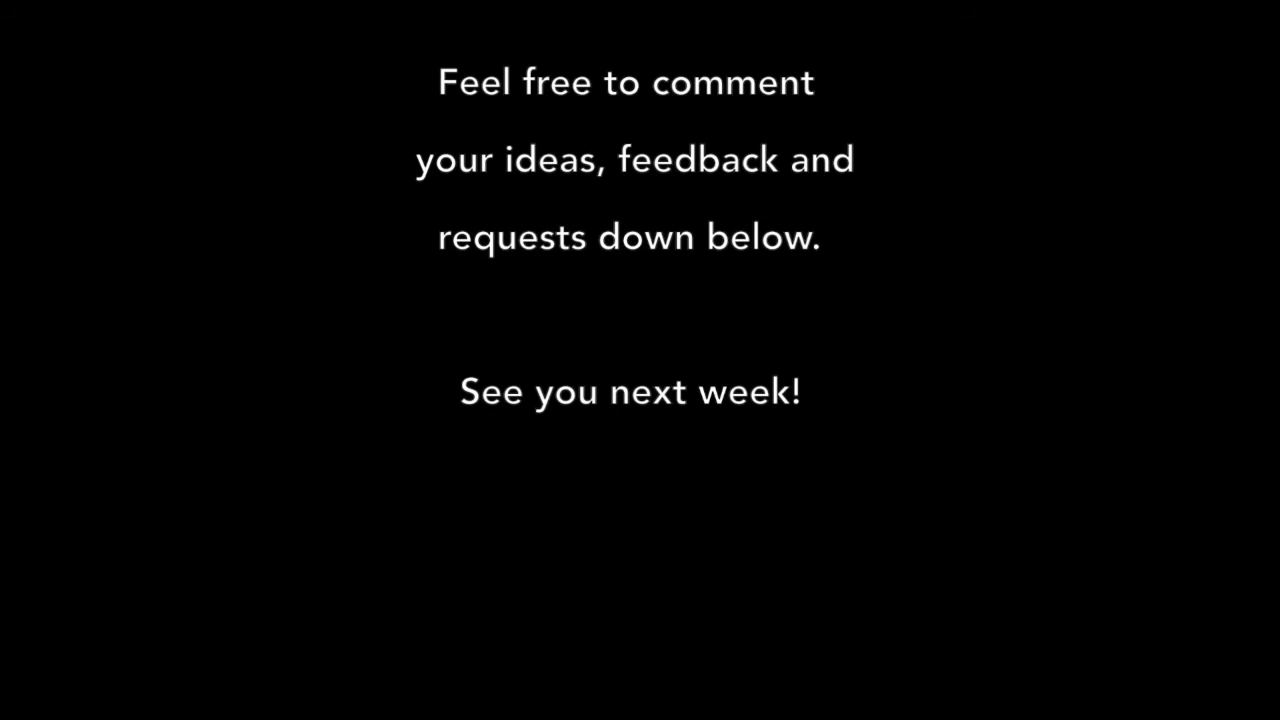 Feel free to comment
your ideas, feedback and
requests down below.
See you next week!